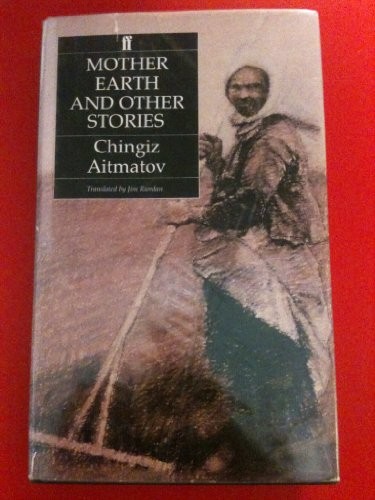 ff
MOTHER
EARTH
AND OTHER
STORIES
Chingiz
Aitmatov
Translated by Jim Riordan